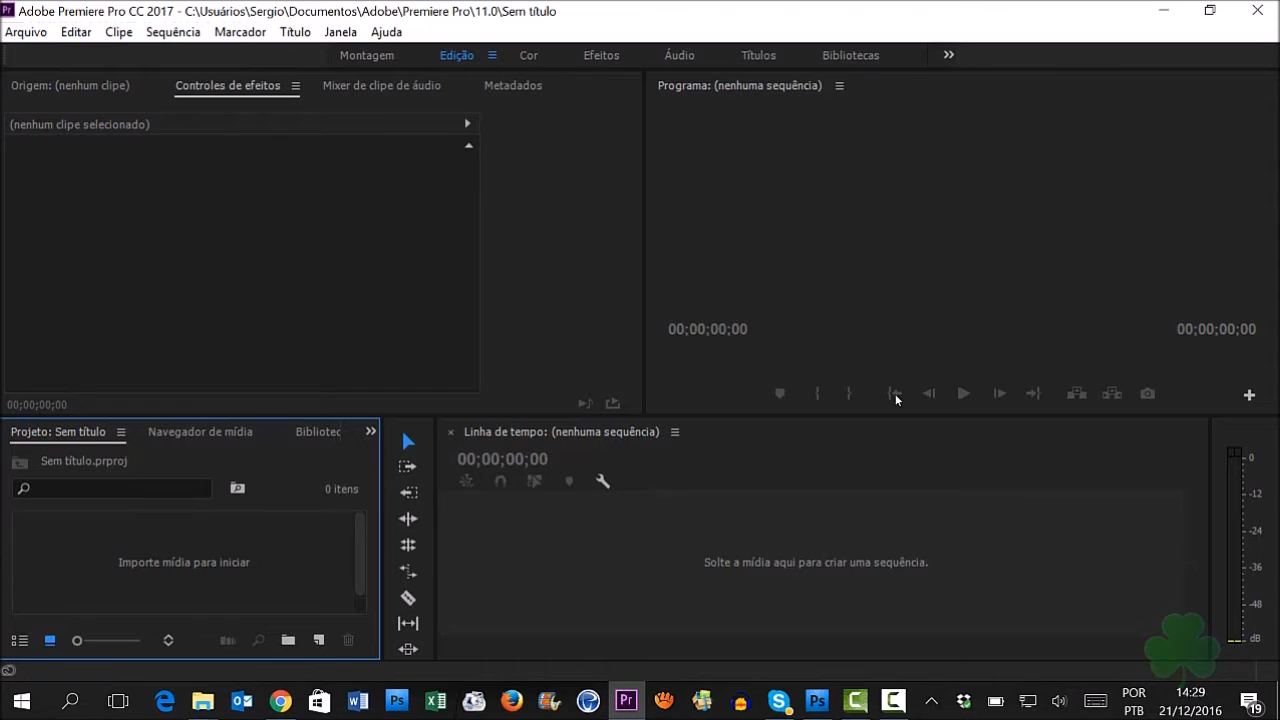 Adobe Premiere Pro CC 2017 - C:\Usuários\Sergio\Documentos\Adobe\Premiere Pro\11.0\Sem título
Arquivo Editar Clipe Sequência Marcador Título Janela Ajuda
Montagem Edição Cor Efeitos Áudio Títulos Bibliotecas
Origem: (nenhum clipe) Controles de efeitos Mixer de clipe de áudio Metadados
Programa: (nenhuma sequência)
(nenhum clipe selecionado)
00;00;00;00 00;00;00;00
00;00;00;00
Projeto: Sem título Navegador de mídia Bibliotec
Linha de tempo: (nenhuma sequência)
Sem título.prproj
00;00;00;00
0 itens
Importe mídia para iniciar
Solte a mídia aqui para criar uma sequência.
0
-12
-24
-36
-48
dB
POR
PTB
14:29
21/12/2016
19